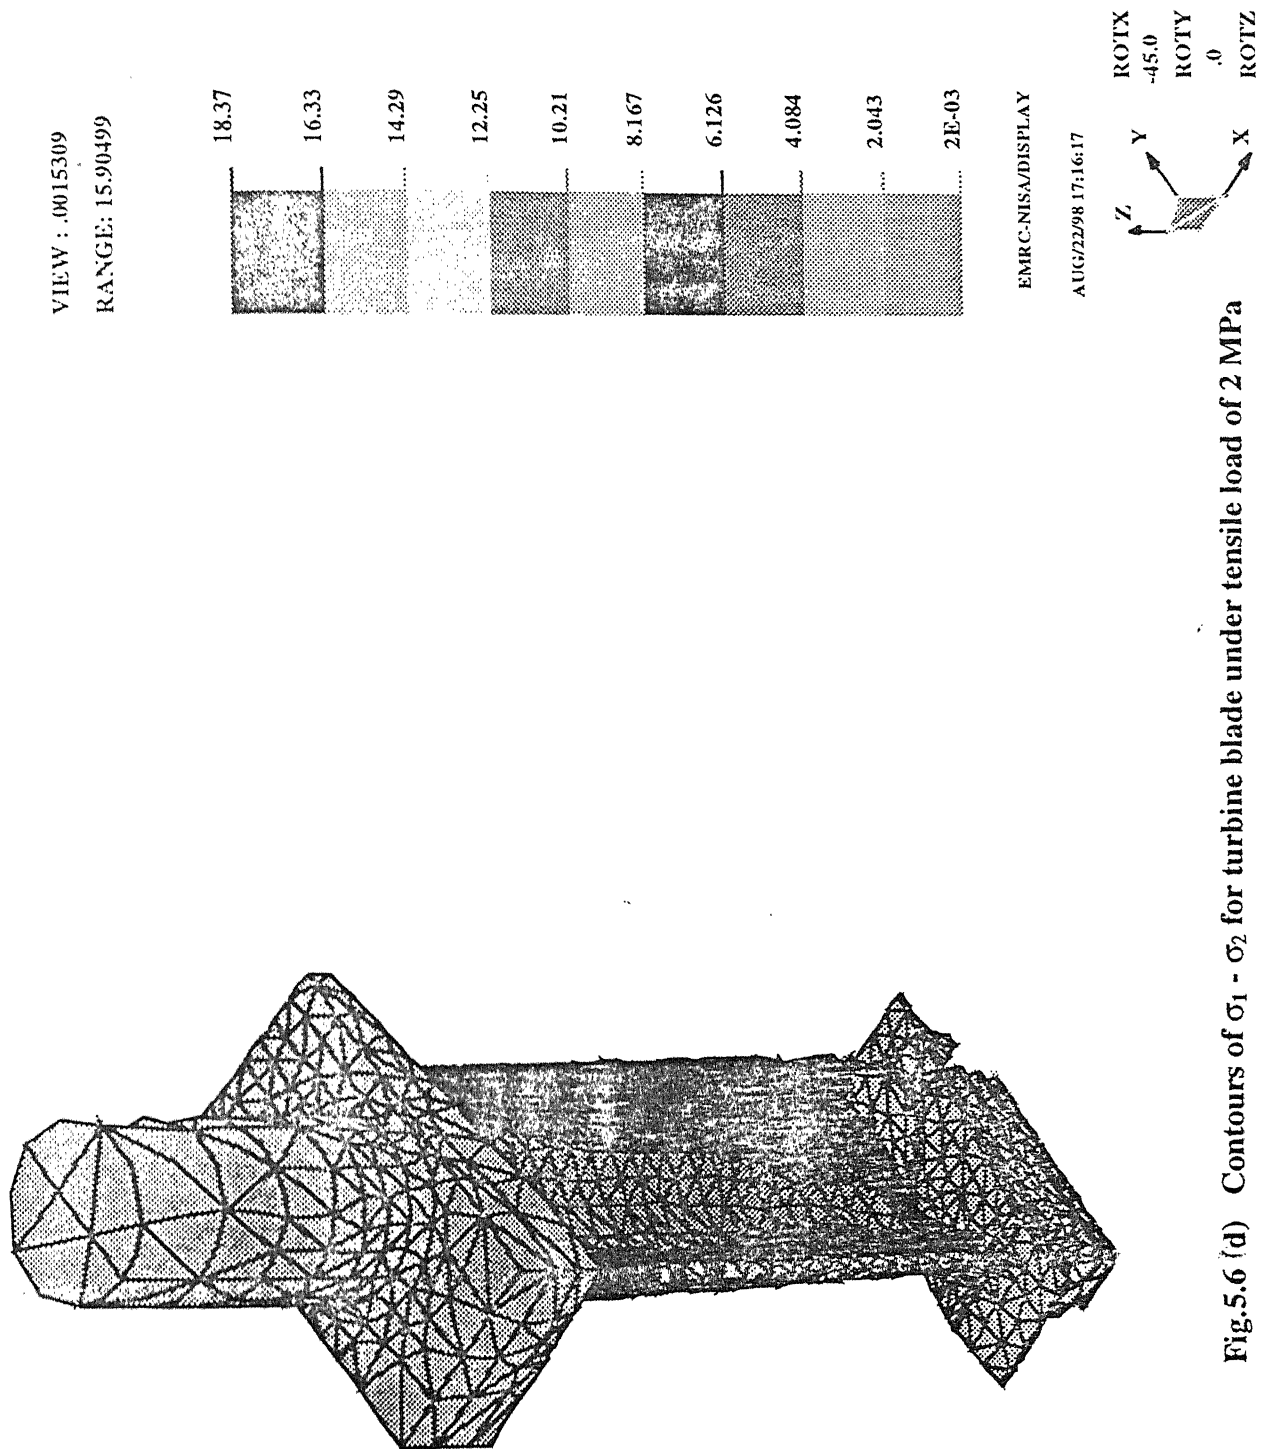 VIEW : .0015309
RANGE: 15.90499
18.37
16.33
14.29
12.25
10.21
8.167
6.126
4.084
2.043
2E-03
EMRC-NISA/DISPLAY
AUG/22/98 17:16:17
Z
Y
X
ROTX
-45.0
ROTY
.0
ROTZ
Fig.5.6 (d) Contours of σ1 - σ2 for turbine blade under tensile load of 2 MPa